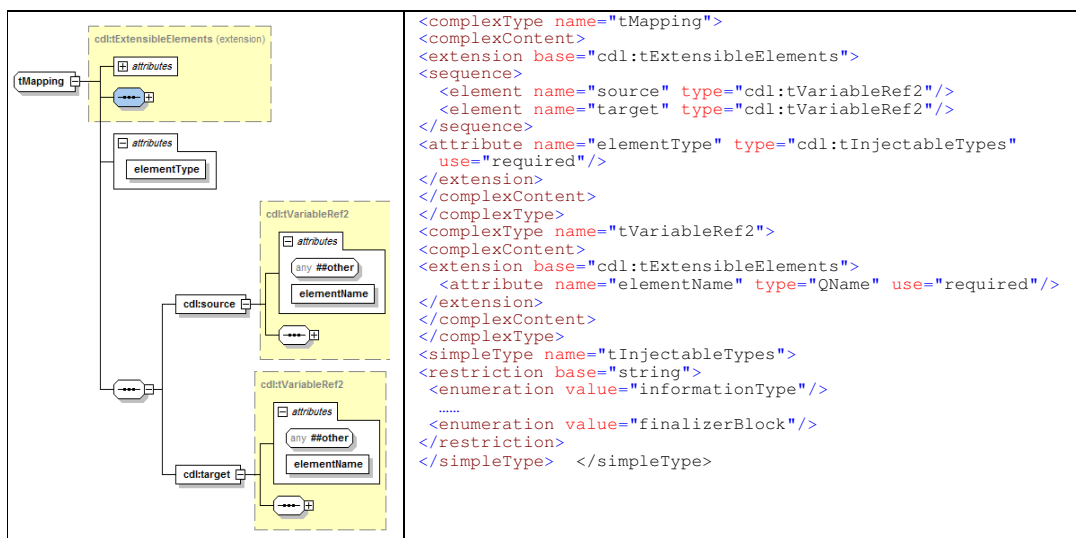 cdl:tExtensibleElements (extension)
attributes
tMapping
attributes
elementType
cdl:tVariableRef2
attributes
any ##other
elementName
cdl:source
cdl:tVariableRef2
attributes
any ##other
elementName
cdl:target
<complexType name="tMapping">
<complexContent>
<extension base="cdl:tExtensibleElements">
<sequence>
<element name="source" type="cdl:tVariableRef2"/>
<element name="target" type="cdl:tVariableRef2"/>
</sequence>
<attribute name="elementType" type="cdl:tInjectableTypes"
use="required"/>
</extension>
</complexContent>
</complexType>
<complexType name="tVariableRef2">
<complexContent>
<extension base="cdl:tExtensibleElements">
<attribute name="elementName" type="QName" use="required"/>
</extension>
</complexContent>
</complexType>
<simpleType name="tInjectableTypes">
<restriction base="string">
<enumeration value="informationType"/>
……
<enumeration value="finalizerBlock"/>
</restriction>
</simpleType>  </simpleType>